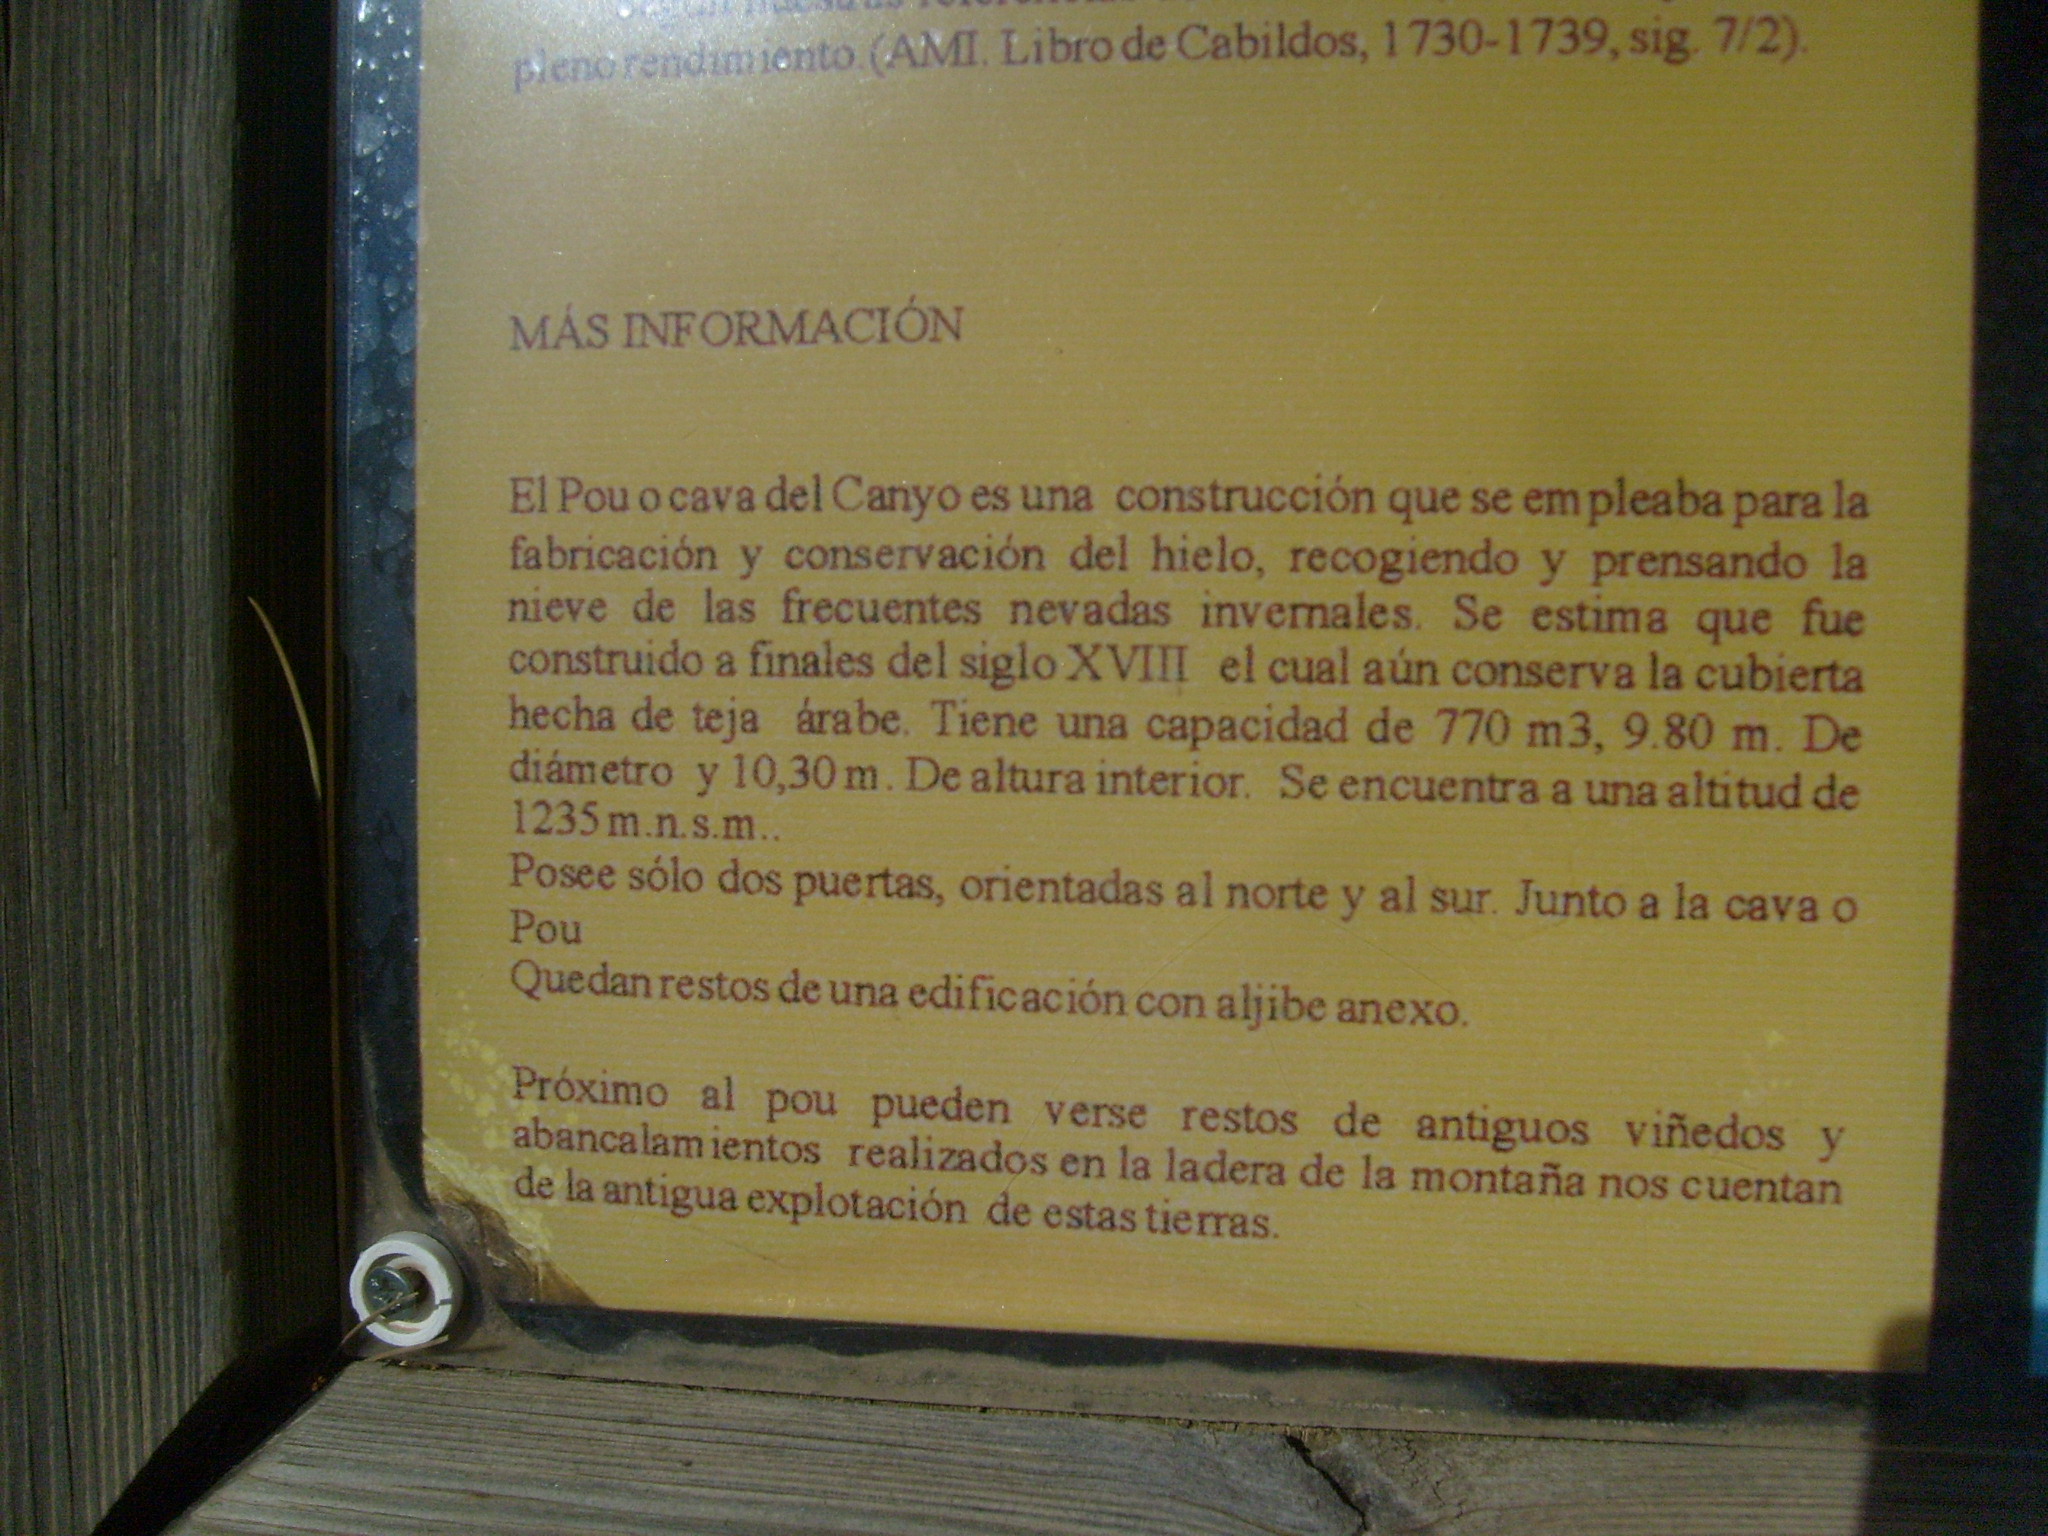 según nuestras referencias
pleno rendimiento (AMI. Libro de Cabildos, 1730-1739, sig. 7/2).
MÁS INFORMACIÓN
El Pou o cava del Canyo es una construcción que se empleaba para la
fabricación y conservación del hielo, recogiendo y prensando la
nieve de las frecuentes nevadas invernales. Se estima que fue
construido a finales del siglo XVIII el cual aún conserva la cubierta
hecha de teja árabe. Tiene una capacidad de 770 m3, 9.80 m. De
diámetro y 10,30 m. De altura interior. Se encuentra a una altitud de
1235 m.n.s.m..
Posee sólo dos puertas, orientadas al norte y al sur. Junto a la cava o
Pou
Quedan restos de una edificación con aljibe anexo.
Próximo al pou pueden verse restos de antiguos viñedos y
abancalamientos realizados en la ladera de la montaña nos cuentan
de la antigua explotación de estas tierras.